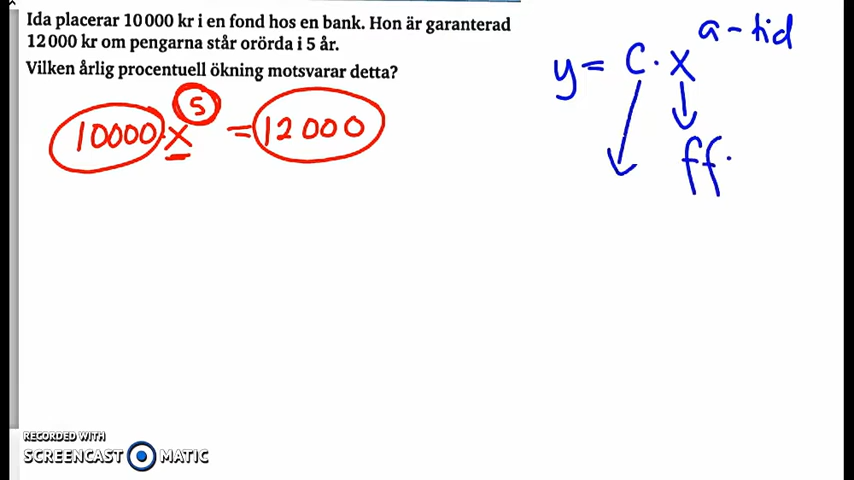 Ida placerar 10 000 kr i en fond hos en bank. Hon är garanterad
12 000 kr om pengarna står orörda i 5 år.
Vilken årlig procentuell ökning motsvarar detta?
10000·x^5 = 12000
y = C·x^a-tid
ff.
RECORDED WITH
SCREENCAST MATIC